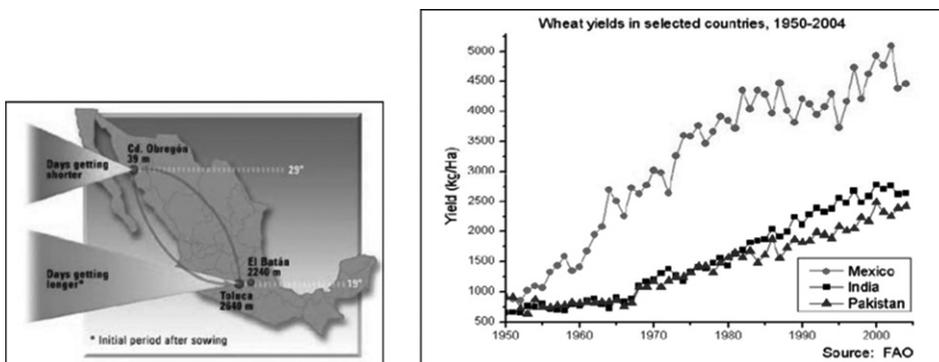 Days getting
shorter
Cd. Obregón
39 m
29°
Days getting
longer*
El Batán
2240 m
19°
Toluca
2640 m
* Initial period after sowing
Wheat yields in selected countries, 1950-2004
Yield (kg/Ha)
5000
4500
4000
3500
3000
2500
2000
1500
1000
500
1950
1960
1970
1980
1990
2000
Mexico
India
Pakistan
Source: FAO